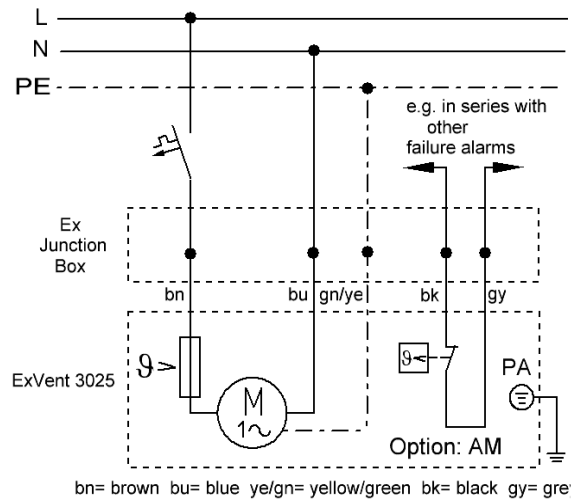 L
N
PE
e.g. in series with
other
failure alarms
Ex
Junction
Box
bn
bu
gn/ye
bk
gy
ExVent 3025
ϑ>
M
1~
ϑ
PA
Option: AM
bn= brown bu= blue ye/gn= yellow/green bk= black gy= grey